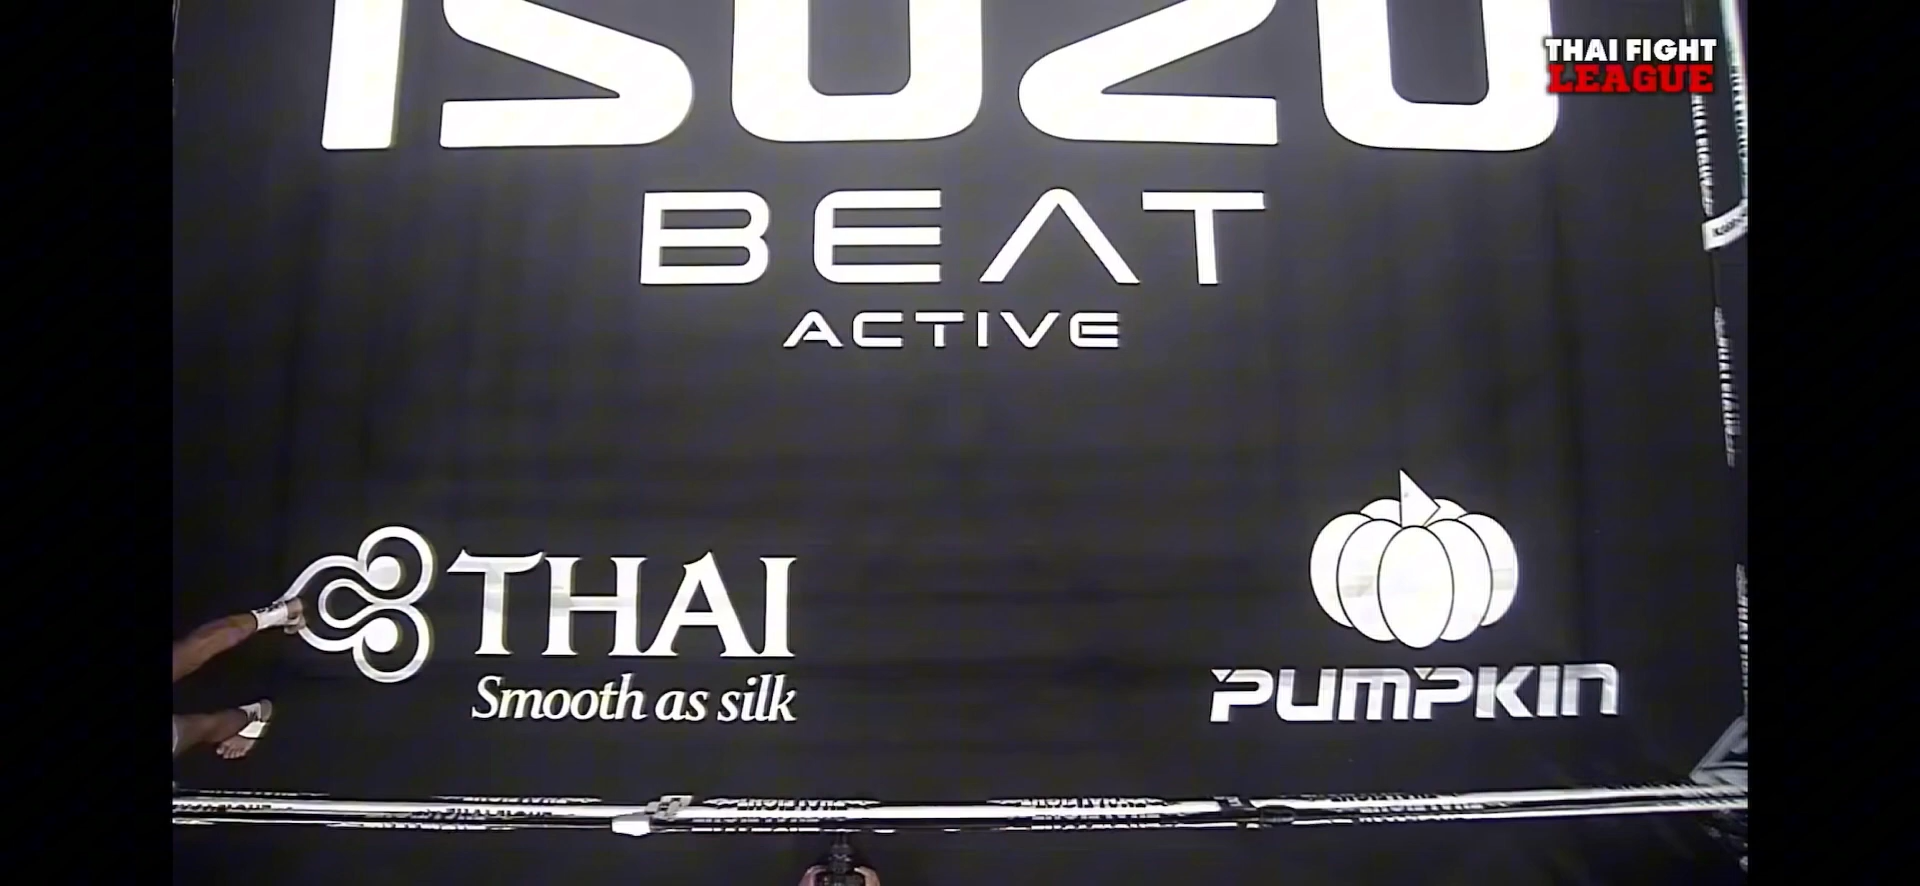 ISUZU
THAI FIGHT
LEAGUE
BEAT
ACTIVE
THAI
Smooth as silk
PUMPKIN